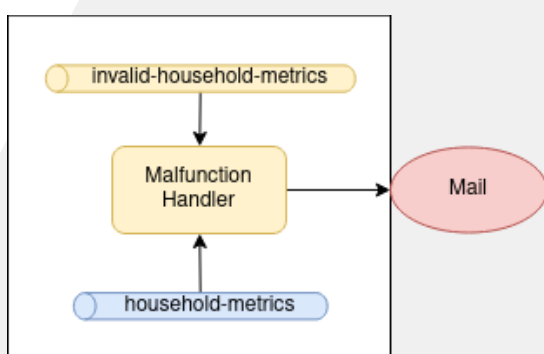 invalid-household-metrics
Malfunction
Handler
Mail
household-metrics